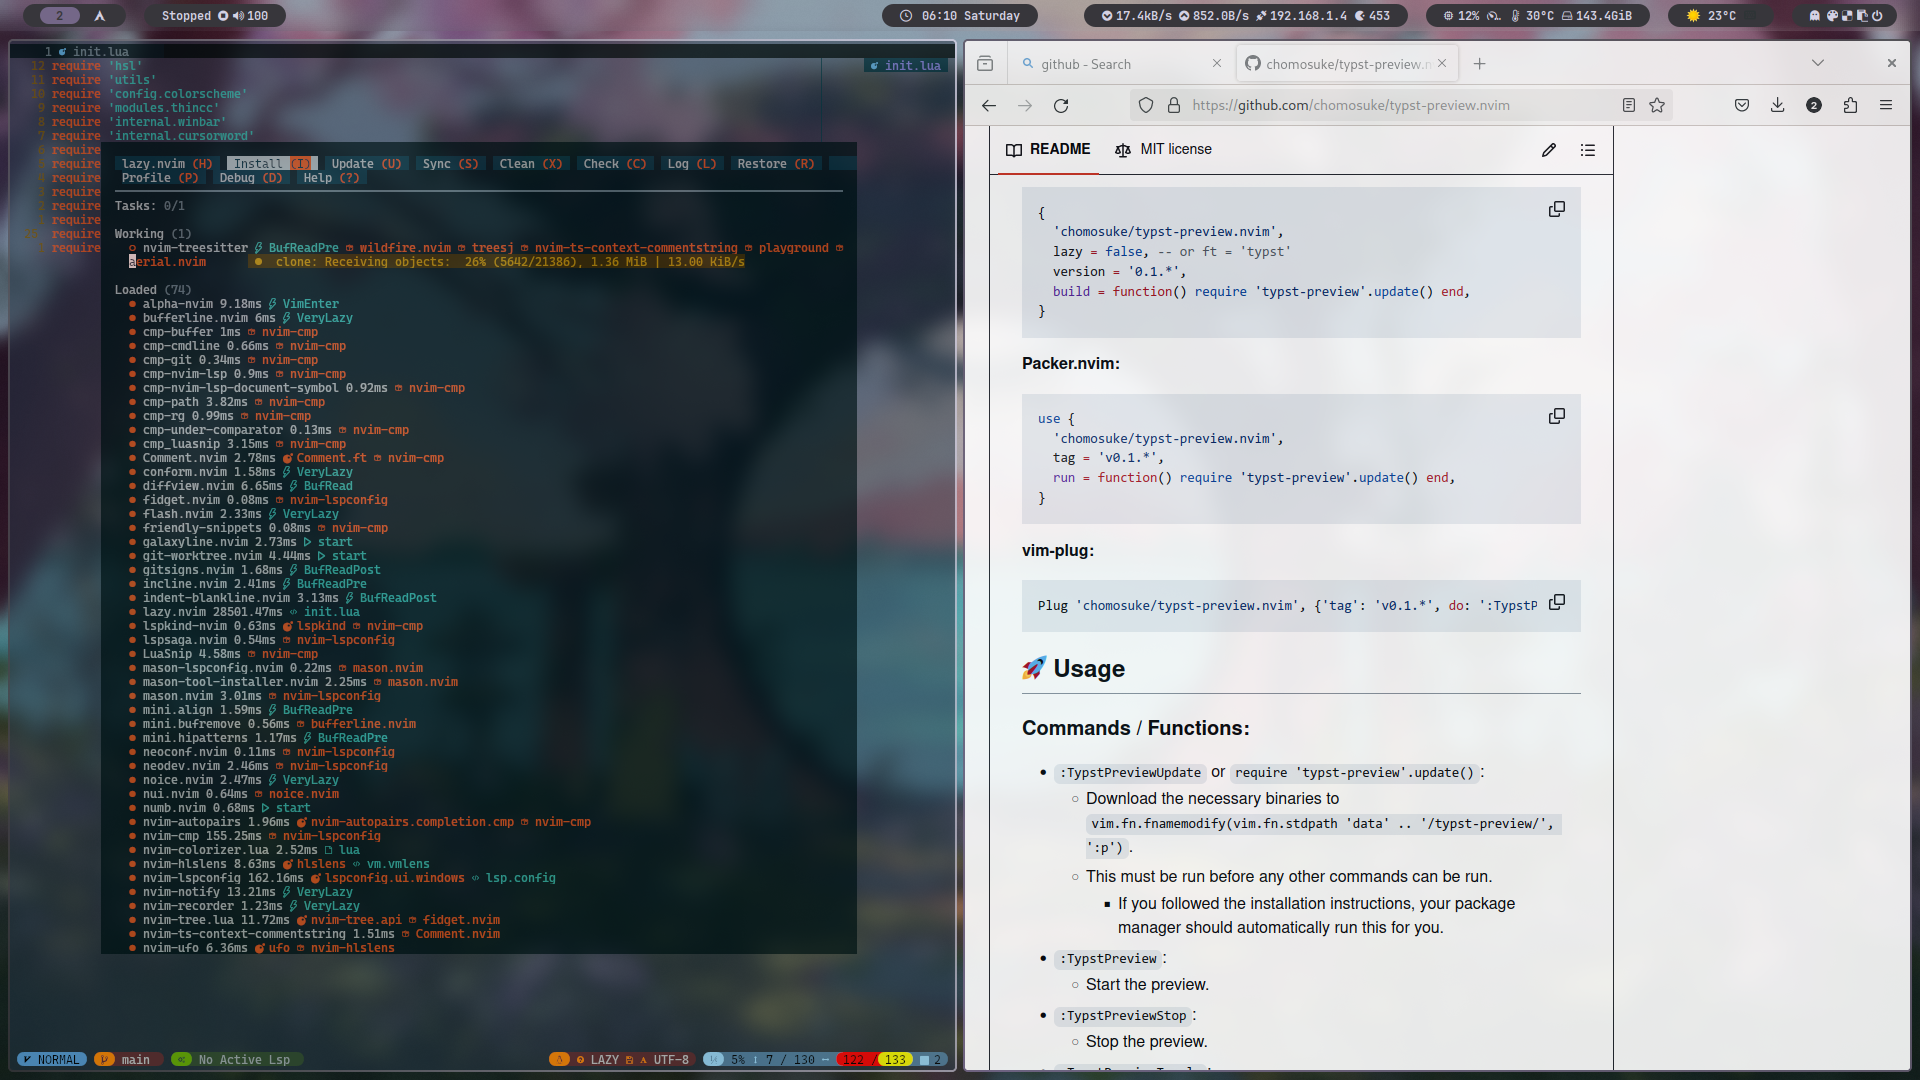 2
Stopped 100
06:10 Saturday
17.4kB/s 852.0B/s 192.168.1.4 453
12% 30°C 143.4GiB
23°C
1 init.lua
12 require 'hsl'
init.lua
11 require 'utils'
10 require 'config.colorscheme'
9 require 'modules.thincc'
8 require 'internal.winbar'
7 require 'internal.cursorword'
require
require
require
require
require
require
require
require
lazy.nvim (H) Install (I) Update (U) Sync (S) Clean (X) Check (C) Log (L) Restore (R)
Profile (P) Debug (D) Help (?)
Tasks: 0/1
Working (1)
nvim-treesitter BufReadPre wildfire.nvim treesj nvim-ts-context-commentstring playground
aerial.nvim clone: Receiving objects: 26% (5642/21386), 1.36 MiB | 13.00 KiB/s
Loaded (74)
alpha-nvim 9.18ms VimEnter
bufferline.nvim 6ms VeryLazy
cmp-buffer 1ms nvim-cmp
cmp-cmdline 0.66ms nvim-cmp
cmp-git 0.34ms nvim-cmp
cmp-nvim-lsp 0.9ms nvim-cmp
cmp-nvim-lsp-document-symbol 0.92ms nvim-cmp
cmp-path 3.82ms nvim-cmp
cmp-rg 0.99ms nvim-cmp
cmp-under-comparator 0.13ms nvim-cmp
cmp_luasnip 3.15ms nvim-cmp
Comment.nvim 2.78ms Comment.ft nvim-cmp
conform.nvim 1.58ms VeryLazy
diffview.nvim 6.65ms BufRead
fidget.nvim 0.08ms nvim-lspconfig
flash.nvim 2.33ms VeryLazy
friendly-snippets 0.08ms nvim-cmp
galaxyline.nvim 2.73ms start
git-worktree.nvim 4.44ms start
gitsigns.nvim 1.68ms BufReadPost
incline.nvim 2.41ms BufReadPre
indent-blankline.nvim 3.13ms BufReadPost
lazy.nvim 28501.47ms init.lua
lspkind-nvim 0.63ms lspkind nvim-cmp
lspsaga.nvim 0.54ms nvim-lspconfig
LuaSnip 4.58ms nvim-cmp
mason-lspconfig.nvim 0.22ms mason.nvim
mason-tool-installer.nvim 2.25ms mason.nvim
mason.nvim 3.01ms nvim-lspconfig
mini.align 1.59ms BufReadPre
mini.bufremove 0.56ms bufferline.nvim
mini.hipatterns 1.17ms BufReadPre
neoconf.nvim 0.11ms nvim-lspconfig
neodev.nvim 2.46ms nvim-lspconfig
noice.nvim 2.47ms VeryLazy
nui.nvim 0.64ms noice.nvim
numb.nvim 0.68ms start
nvim-autopairs 1.96ms nvim-autopairs.completion.cmp nvim-cmp
nvim-cmp 155.25ms nvim-lspconfig
nvim-colorizer.lua 2.52ms lua
nvim-hlslens 8.63ms hlslens vm.vmlens
nvim-lspconfig 162.16ms lspconfig.ui.windows lsp.config
nvim-notify 13.21ms VeryLazy
nvim-recorder 1.23ms VeryLazy
nvim-tree.lua 11.72ms nvim-tree.api fidget.nvim
nvim-ts-context-commentstring 1.51ms Comment.nvim
nvim-ufo 6.36ms ufo nvim-hlslens
NORMAL main No Active Lsp LAZY UTF-8 5% 7 / 130 122 / 133 2
github - Search
chomosuke/typst-preview.n
https://github.com/chomosuke/typst-preview.nvim
2
README MIT license
{
'chomosuke/typst-preview.nvim',
lazy = false, -- or ft = 'typst'
version = '0.1.*',
build = function() require 'typst-preview'.update() end,
}
Packer.nvim:
use {
'chomosuke/typst-preview.nvim',
tag = 'v0.1.*',
run = function() require 'typst-preview'.update() end,
}
vim-plug:
Plug 'chomosuke/typst-preview.nvim', {'tag': 'v0.1.*', do: ':TypstP
🚀 Usage
Commands / Functions:
• :TypstPreviewUpdate or require 'typst-preview'.update() :
○ Download the necessary binaries to
vim.fn.fnamemodify(vim.fn.stdpath 'data' .. '/typst-preview/',
':p') .
○ This must be run before any other commands can be run.
▪ If you followed the installation instructions, your package
manager should automatically run this for you.
• :TypstPreview :
○ Start the preview.
• :TypstPreviewStop :
○ Stop the preview.